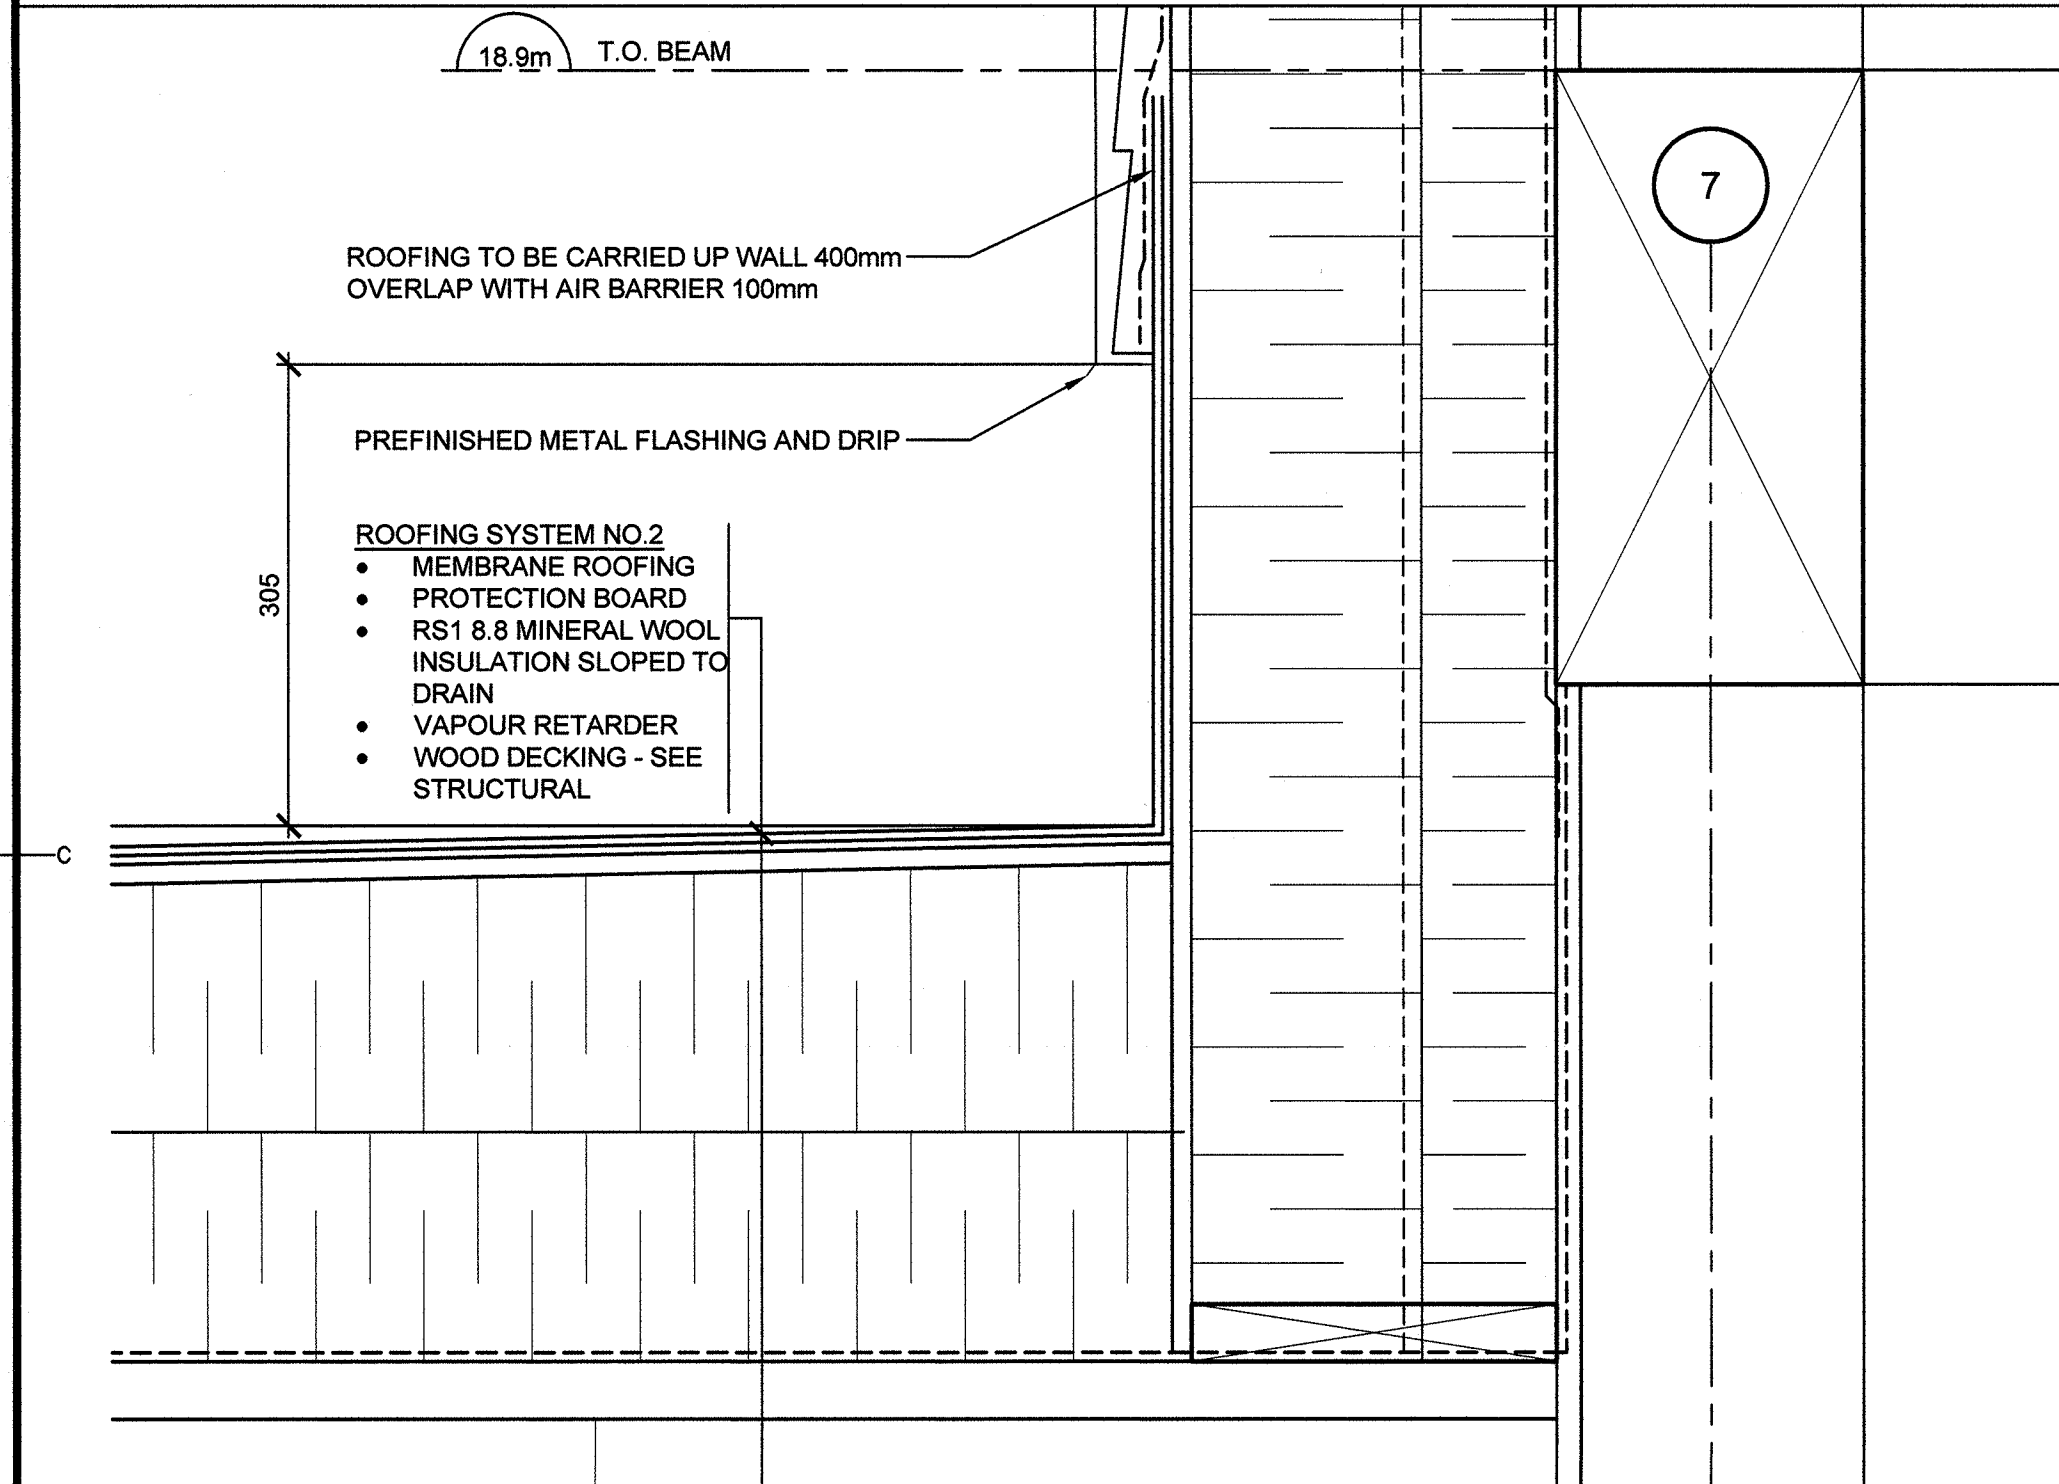 18.9m T.O. BEAM
7
ROOFING TO BE CARRIED UP WALL 400mm
OVERLAP WITH AIR BARRIER 100mm
PREFINISHED METAL FLASHING AND DRIP
305
ROOFING SYSTEM NO.2
• MEMBRANE ROOFING
• PROTECTION BOARD
• RS1 8.8 MINERAL WOOL
INSULATION SLOPED TO
DRAIN
• VAPOUR RETARDER
• WOOD DECKING - SEE
STRUCTURAL
C